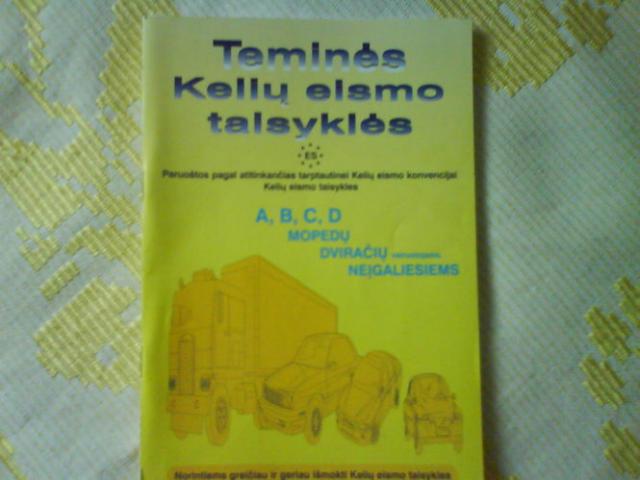 Teminės
Kelių eismo
taisyklės
ES
Paruoštos pagal atitinkančias tarptautinei Kelių eismo konvencijai
Kelių eismo taisykles
A, B, C, D
MOPEDŲ
DVIRAČIŲ
NEĮGALIESIEMS
Norintiems greičiau ir geriau išmokti Kelių eismo taisykles